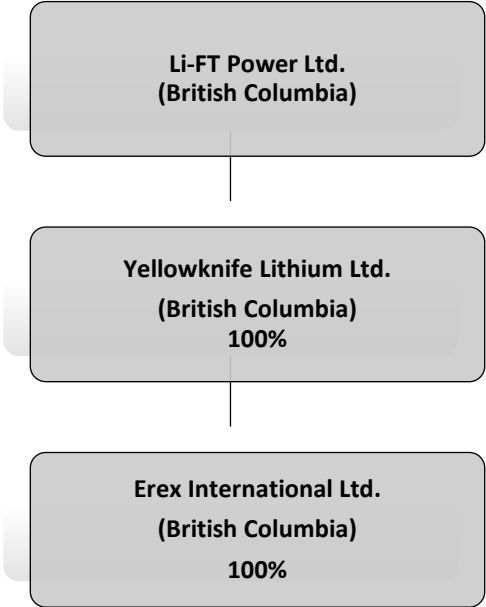 Li-FT Power Ltd.
(British Columbia)
Yellowknife Lithium Ltd.
(British Columbia)
100%
Erex International Ltd.
(British Columbia)
100%